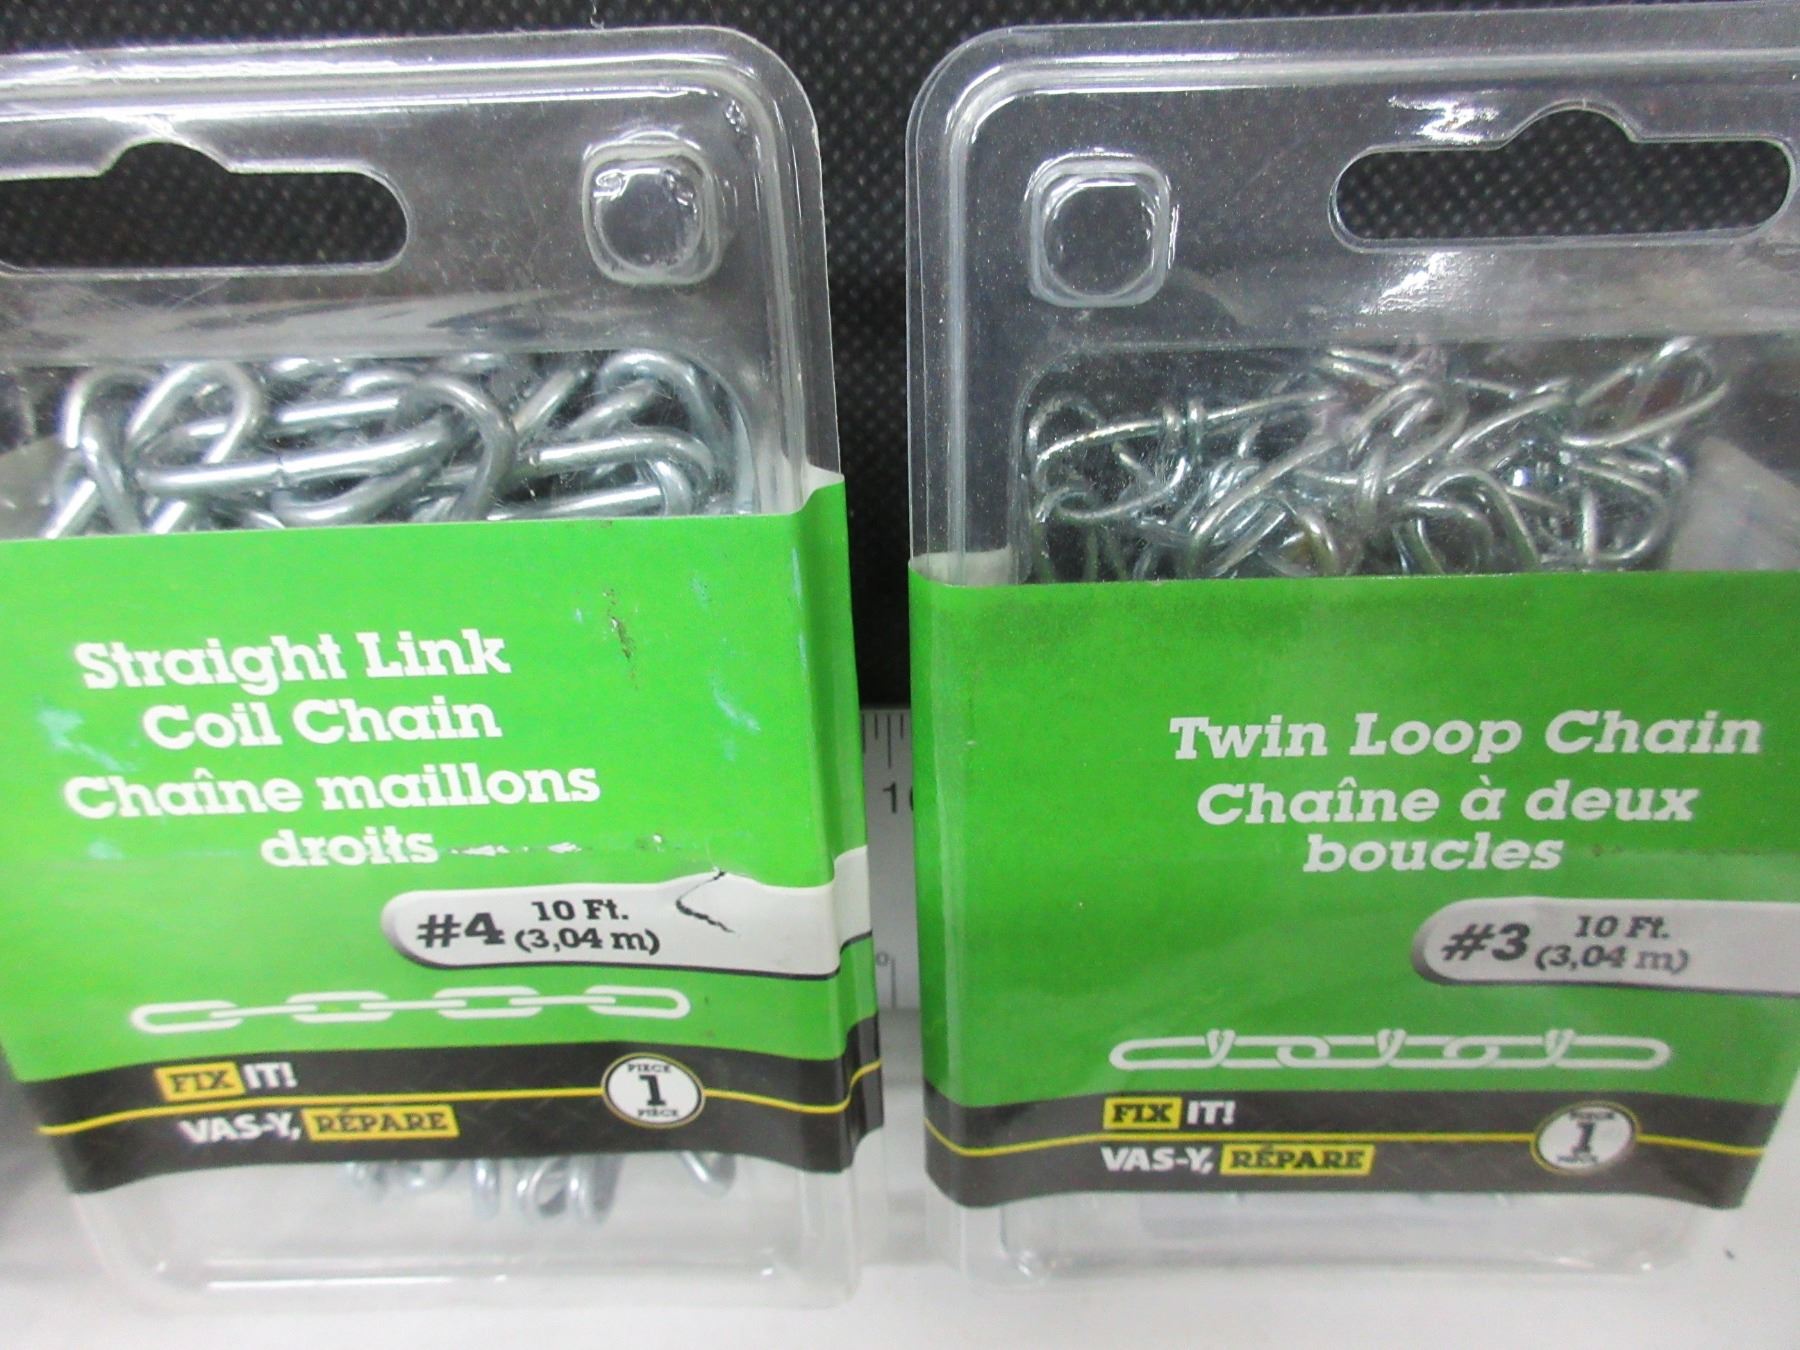 Straight Link
Coil Chain
Chaîne maillons
droits
#4 10 Ft.
(3,04 m)
FIX IT!
VAS-Y, RÉPARE
PIECE
1
PIÈCE
Twin Loop Chain
Chaîne à deux
boucles
#3 10 Ft.
(3,04 m)
FIX IT!
VAS-Y, RÉPARE
1